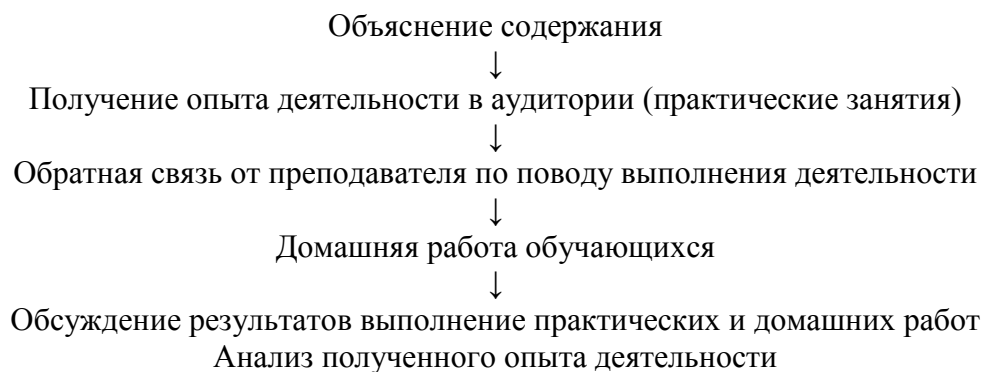 Объяснение содержания
↓
Получение опыта деятельности в аудитории (практические занятия)
↓
Обратная связь от преподавателя по поводу выполнения деятельности
↓
Домашняя работа обучающихся
↓
Обсуждение результатов выполнение практических и домашних работ
Анализ полученного опыта деятельности